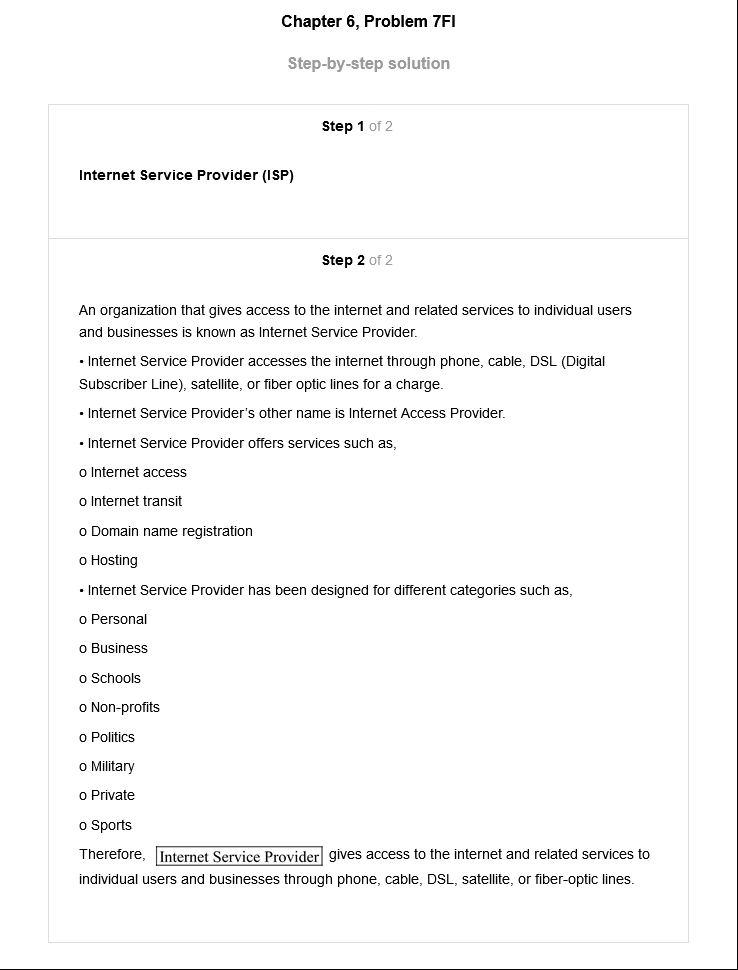 Chapter 6, Problem 7FI
Step-by-step solution
Step 1 of 2
Internet Service Provider (ISP)
Step 2 of 2
An organization that gives access to the internet and related services to individual users
and businesses is known as Internet Service Provider.
• Internet Service Provider accesses the internet through phone, cable, DSL (Digital
Subscriber Line), satellite, or fiber optic lines for a charge.
• Internet Service Provider’s other name is Internet Access Provider.
• Internet Service Provider offers services such as,
o Internet access
o Internet transit
o Domain name registration
o Hosting
• Internet Service Provider has been designed for different categories such as,
o Personal
o Business
o Schools
o Non-profits
o Politics
o Military
o Private
o Sports
Therefore, Internet Service Provider gives access to the internet and related services to
individual users and businesses through phone, cable, DSL, satellite, or fiber-optic lines.